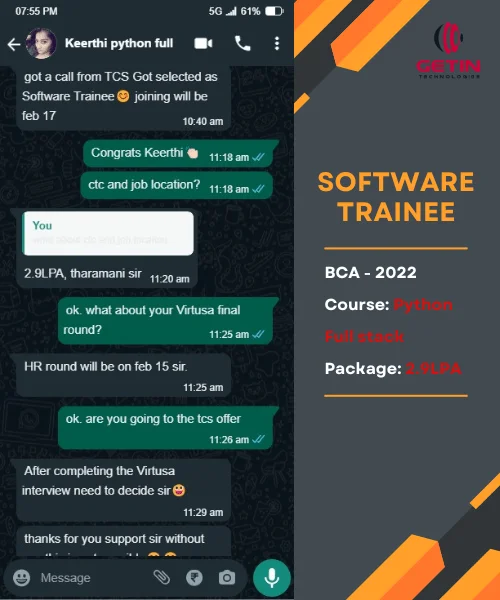 07:55 PM
5G 61%
Keerthi python full
got a call from TCS Got selected as
Software Trainee😊 joining will be
feb 17
10:40 am
Congrats Keerthi 👏🏻
11:18 am
ctc and job location?
11:18 am
You
2.9LPA, tharamani sir
11:20 am
ok. what about your Virtusa final
round?
11:25 am
HR round will be on feb 15 sir.
11:25 am
ok. are you going to the tcs offer
11:26 am
After completing the Virtusa
interview need to decide sir😃
11:29 am
thanks for you support sir without
Message
GETIN
TECHNOLOGIES
SOFTWARE
TRAINEE
BCA - 2022
Course: Python
Full stack
Package: 2.9LPA